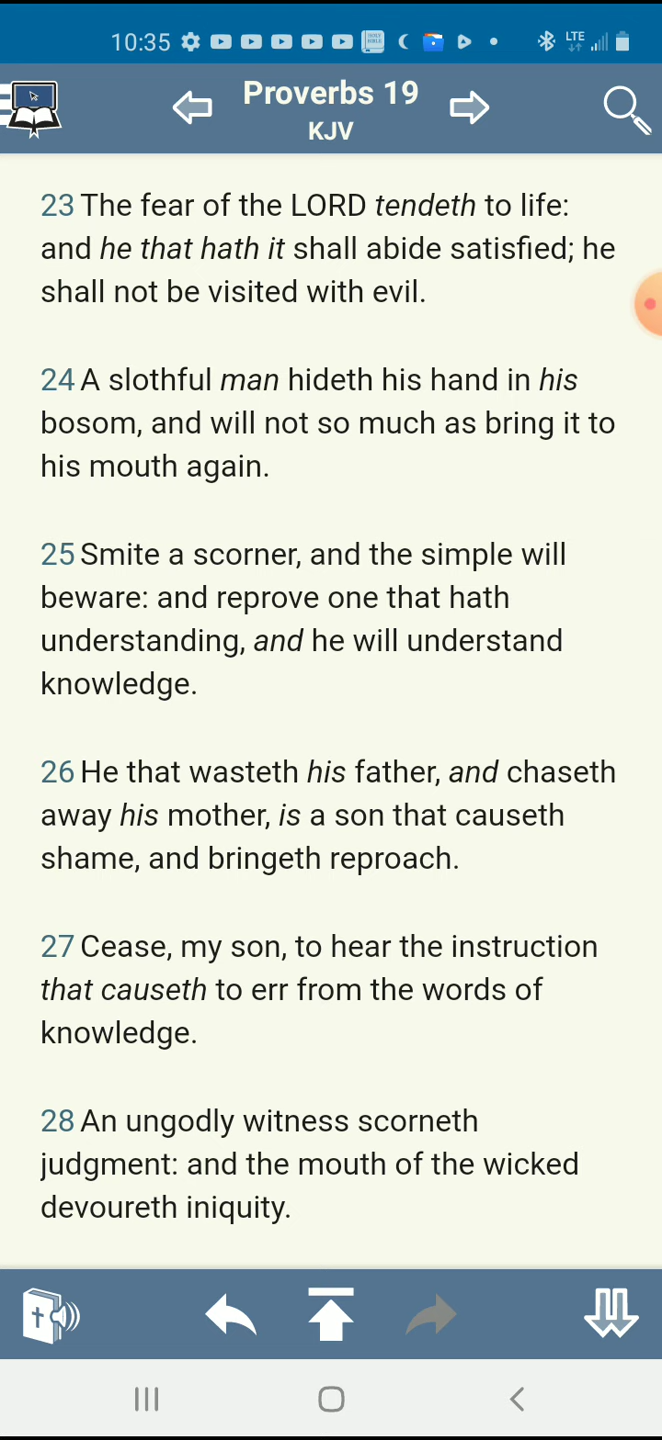 10:35
LTE
Proverbs 19
KJV
23 The fear of the LORD tendeth to life:
and he that hath it shall abide satisfied; he
shall not be visited with evil.
24 A slothful man hideth his hand in his
bosom, and will not so much as bring it to
his mouth again.
25 Smite a scorner, and the simple will
beware: and reprove one that hath
understanding, and he will understand
knowledge.
26 He that wasteth his father, and chaseth
away his mother, is a son that causeth
shame, and bringeth reproach.
27 Cease, my son, to hear the instruction
that causeth to err from the words of
knowledge.
28 An ungodly witness scorneth
judgment: and the mouth of the wicked
devoureth iniquity.